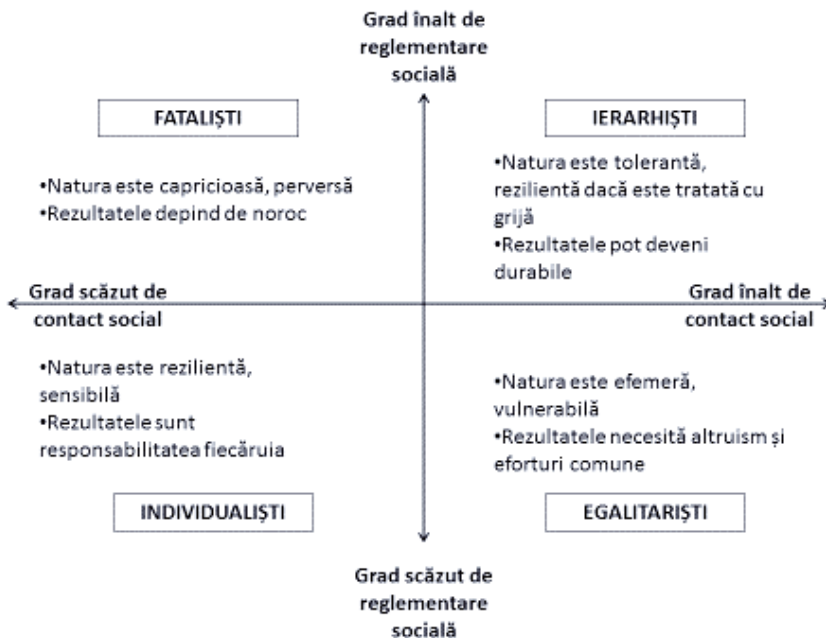 Grad înalt de
reglementare
socială
FATALIȘTI
IERARHIȘTI
•Natura este capricioasă, perversă
•Rezultatele depind de noroc
•Natura este tolerantă,
rezilientă dacă este tratată cu
grijă
•Rezultatele pot deveni
durabile
Grad scăzut de
contact social
Grad înalt de
contact social
•Natura este rezilientă,
sensibilă
•Rezultatele sunt
responsabilitatea fiecăruia
•Natura este efemeră,
vulnerabilă
•Rezultatele necesită altruism și
eforturi comune
INDIVIDUALIȘTI
EGALITARIȘTI
Grad scăzut de
reglementare
socială